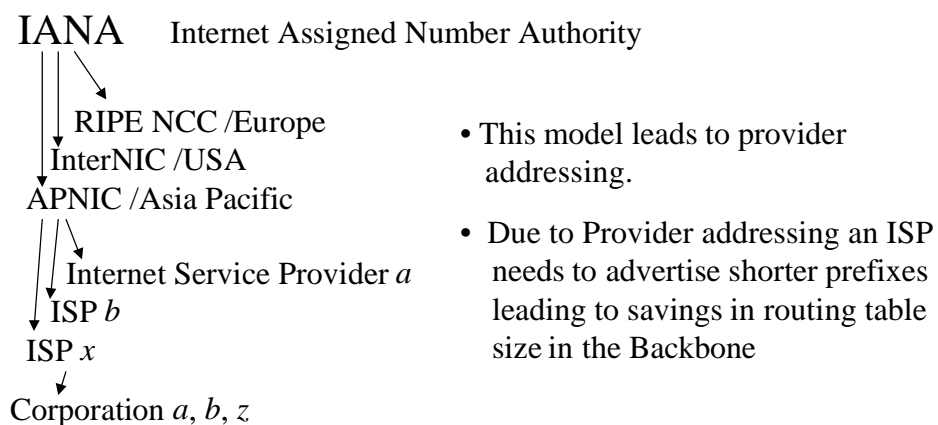 IANA Internet Assigned Number Authority
RIPE NCC /Europe
InterNIC /USA
APNIC /Asia Pacific
Internet Service Provider a
ISP b
ISP x
Corporation a, b, z
• This model leads to provider
addressing.
• Due to Provider addressing an ISP
needs to advertise shorter prefixes
leading to savings in routing table
size in the Backbone